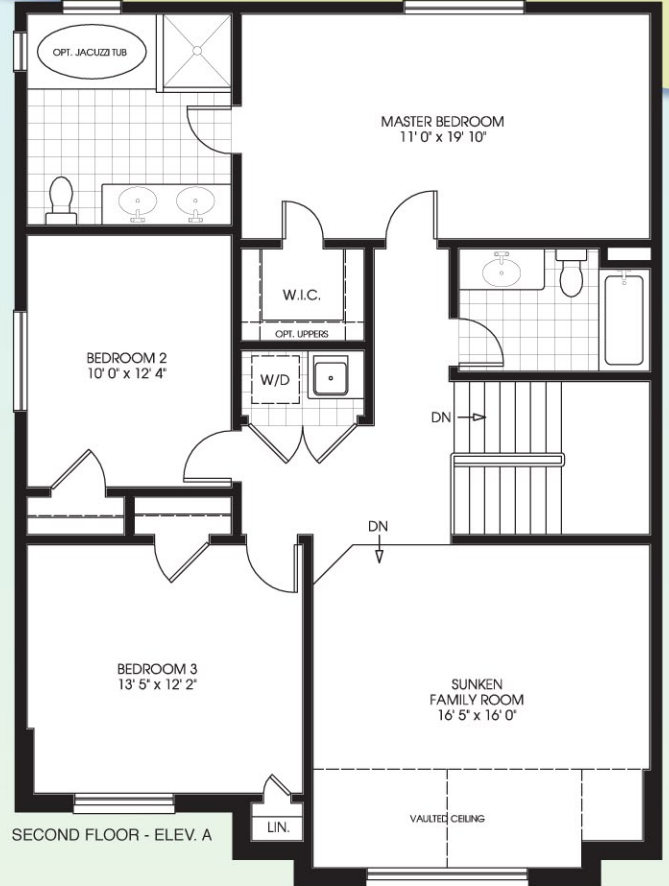 OPT. JACUZZI TUB
MASTER BEDROOM
11' 0" x 19' 10"
W.I.C.
OPT. UPPERS
BEDROOM 2
10' 0" x 12' 4"
W/D
DN
DN
BEDROOM 3
13' 5" x 12' 2"
SUNKEN
FAMILY ROOM
16' 5" x 16' 0"
VAULTED CEILING
LIN.
SECOND FLOOR - ELEV. A